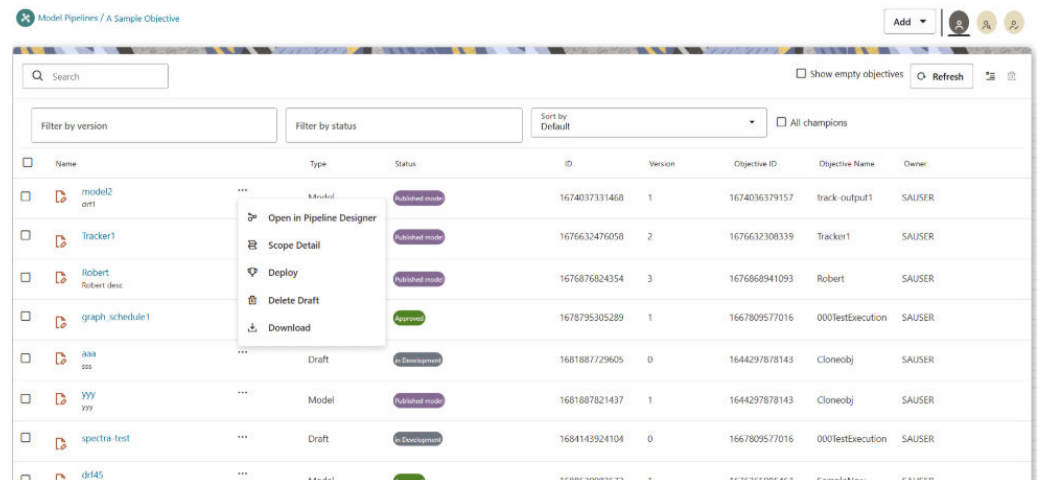 Model Pipelines / A Sample Objective
Add
Search
Show empty objectives
Refresh
Filter by version
Filter by status
Sort by
Default
All champions
Name Type Status ID Version Objective ID Objective Name Owner
model2 ... Model Published model 1674037331468 1 1674036379157 track-output1 SAUSER
drf1
Open in Pipeline Designer
Tracker1 Published model 1676632476058 2 1676632308339 Tracker1 SAUSER
Scope Detail
Robert Published model 1676876824354 3 1676868941093 Robert SAUSER
Robert desc
Deploy
Delete Draft
graph_schedule1 Approved 1678795305289 1 1667809577016 000TestExecution SAUSER
Download
aaa ... Draft in Development 1681887729605 0 1644297878143 Cloneobj SAUSER
sss
yyy ... Model Published model 1681887821437 1 1644297878143 Cloneobj SAUSER
yyy
spectra-test ... Draft in Development 1684143924104 0 1667809577016 000TestExecution SAUSER
drf45 ...